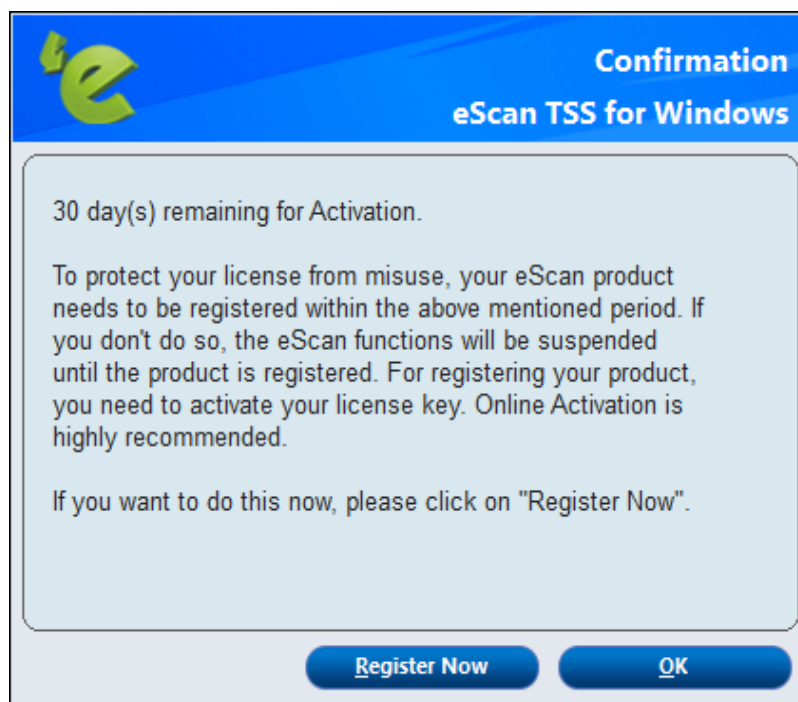 Confirmation
eScan TSS for Windows
30 day(s) remaining for Activation.
To protect your license from misuse, your eScan product
needs to be registered within the above mentioned period. If
you don't do so, the eScan functions will be suspended
until the product is registered. For registering your product,
you need to activate your license key. Online Activation is
highly recommended.
If you want to do this now, please click on "Register Now".
Register Now
OK